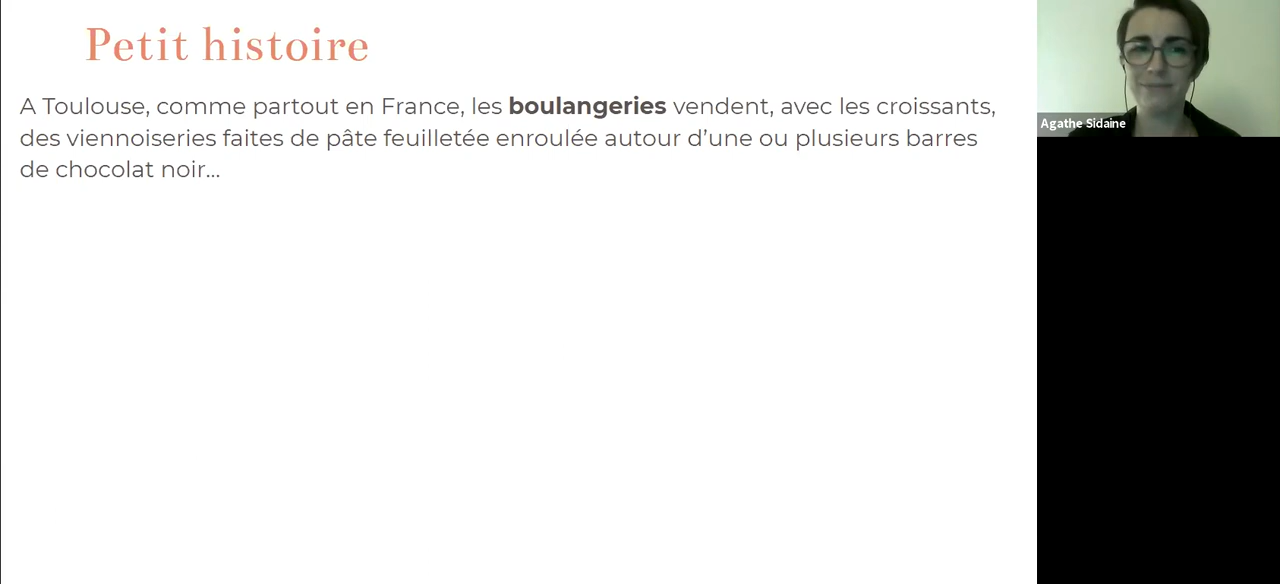 Petit histoire
A Toulouse, comme partout en France, les boulangeries vendent, avec les croissants,
des viennoiseries faites de pâte feuilletée enroulée autour d’une ou plusieurs barres
de chocolat noir...
Agathe Sidaine